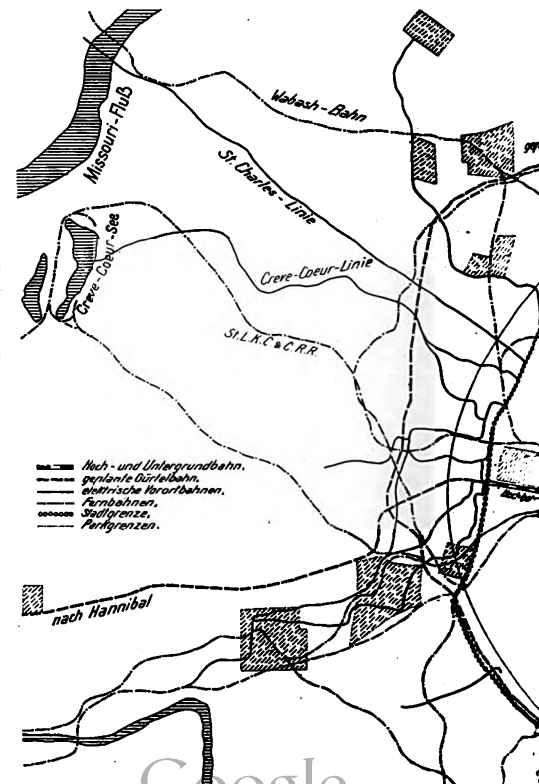 Missouri-Fluß
Wabash-Bahn
St. Charles-Linie
Creve-Coeur-See
Creve-Coeur-Linie
St. L. K. C. & C. R. R.
Hoch- und Untergrundbahn.
geplante Gürtelbahn.
elektrische Vorortbahnen.
Fernbahnen.
Stadtgrenze.
Parkgrenzen.
nach Hannibal
Google